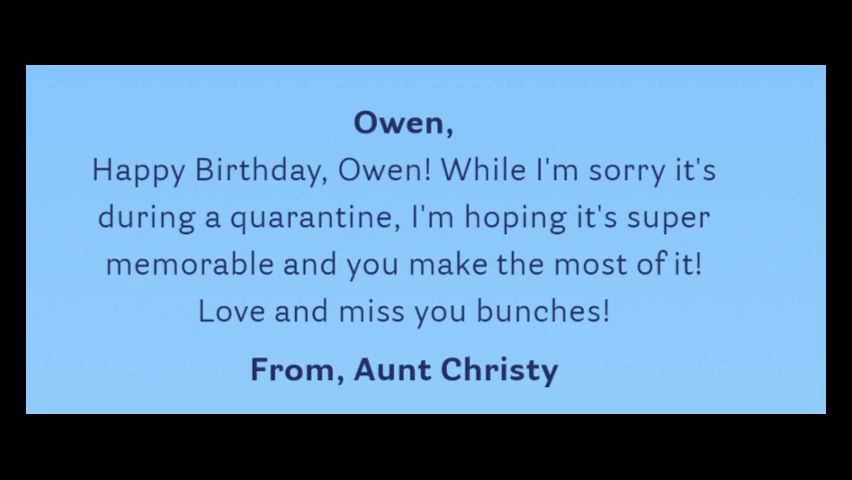 Owen,
Happy Birthday, Owen! While I'm sorry it's
during a quarantine, I'm hoping it's super
memorable and you make the most of it!
Love and miss you bunches!
From, Aunt Christy